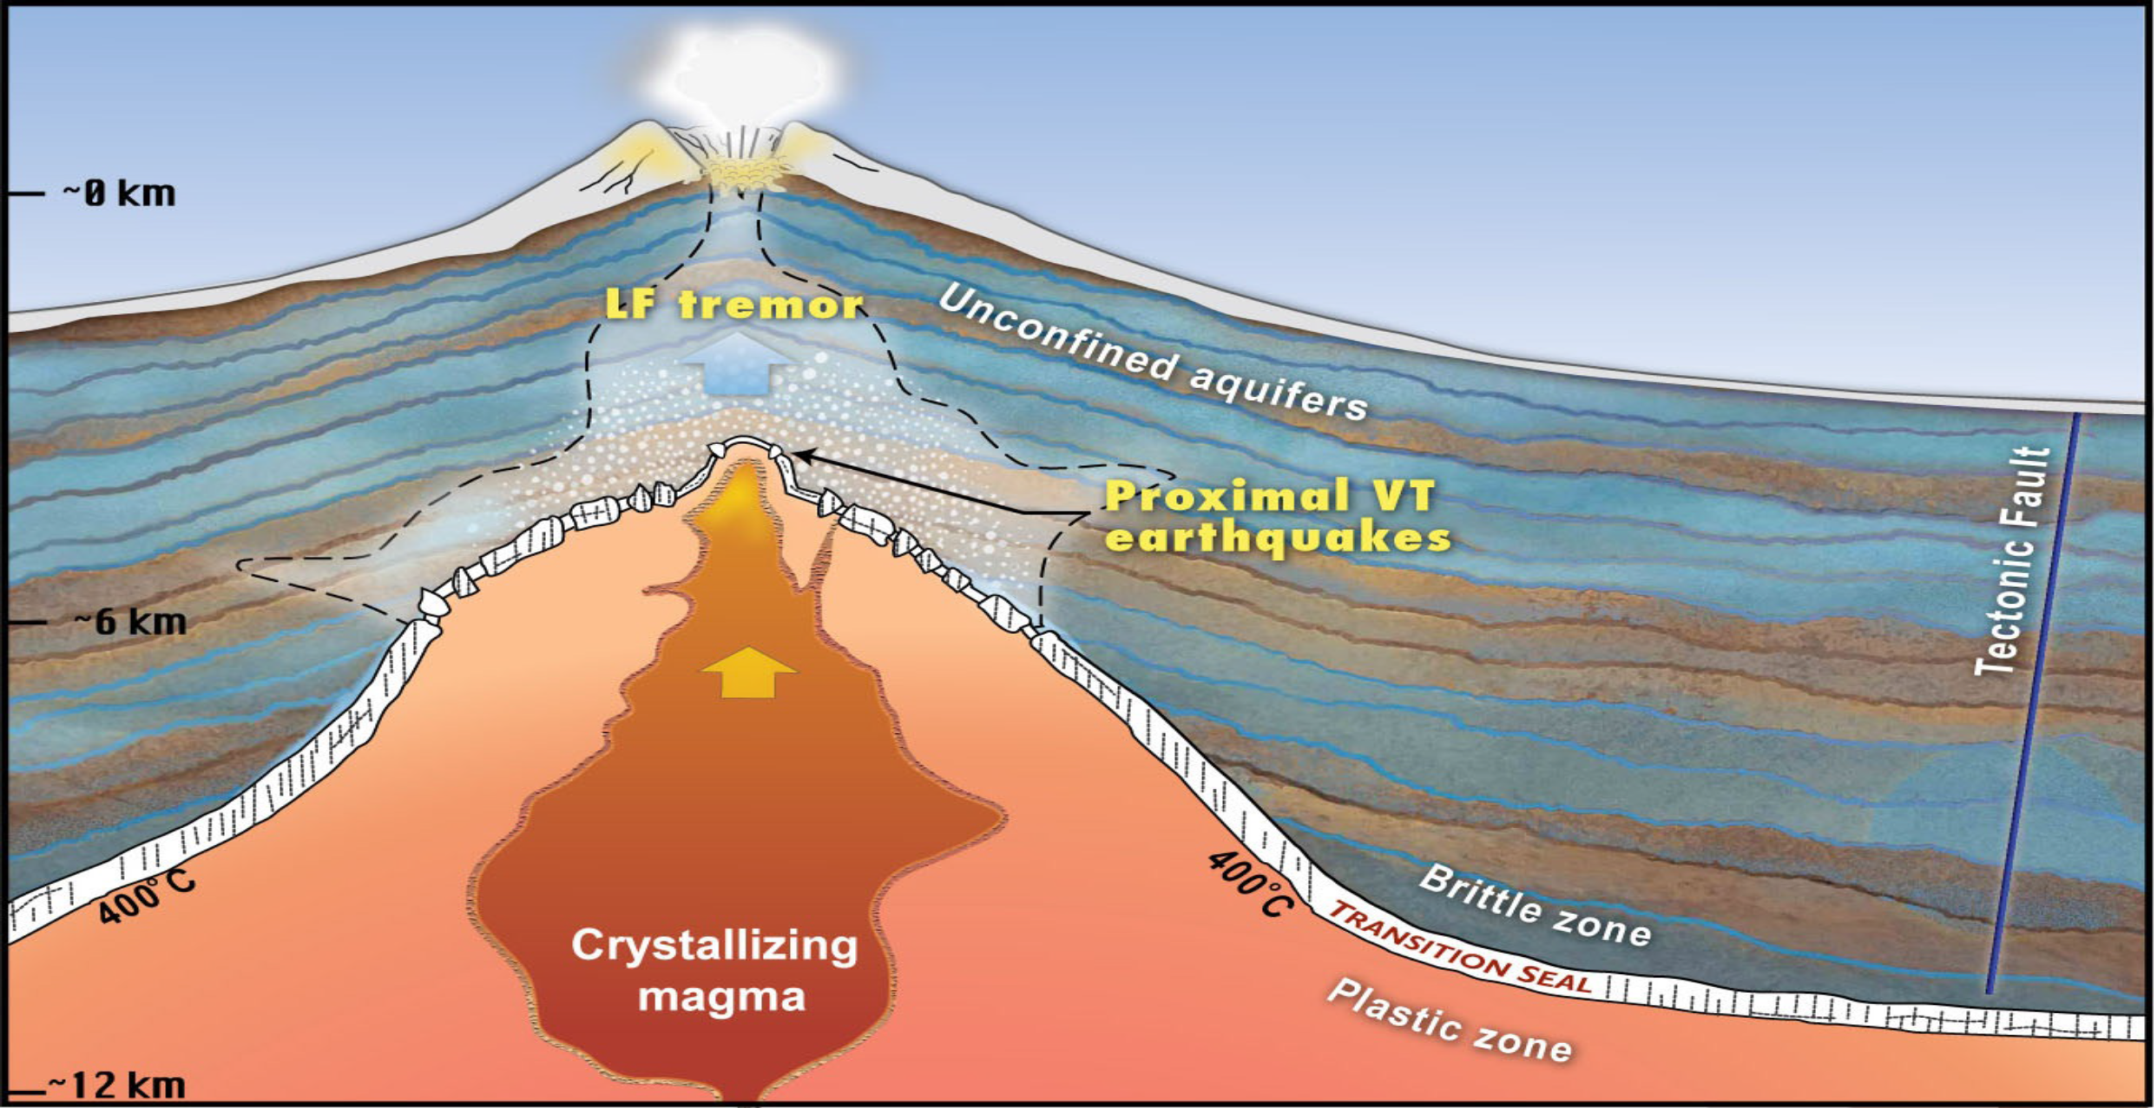 ~0 km
LF tremor
Unconfined aquifers
Proximal VT
earthquakes
Tectonic Fault
~6 km
400°C
400°C
TRANSITION SEAL
Brittle zone
Plastic zone
Crystallizing
magma
~12 km